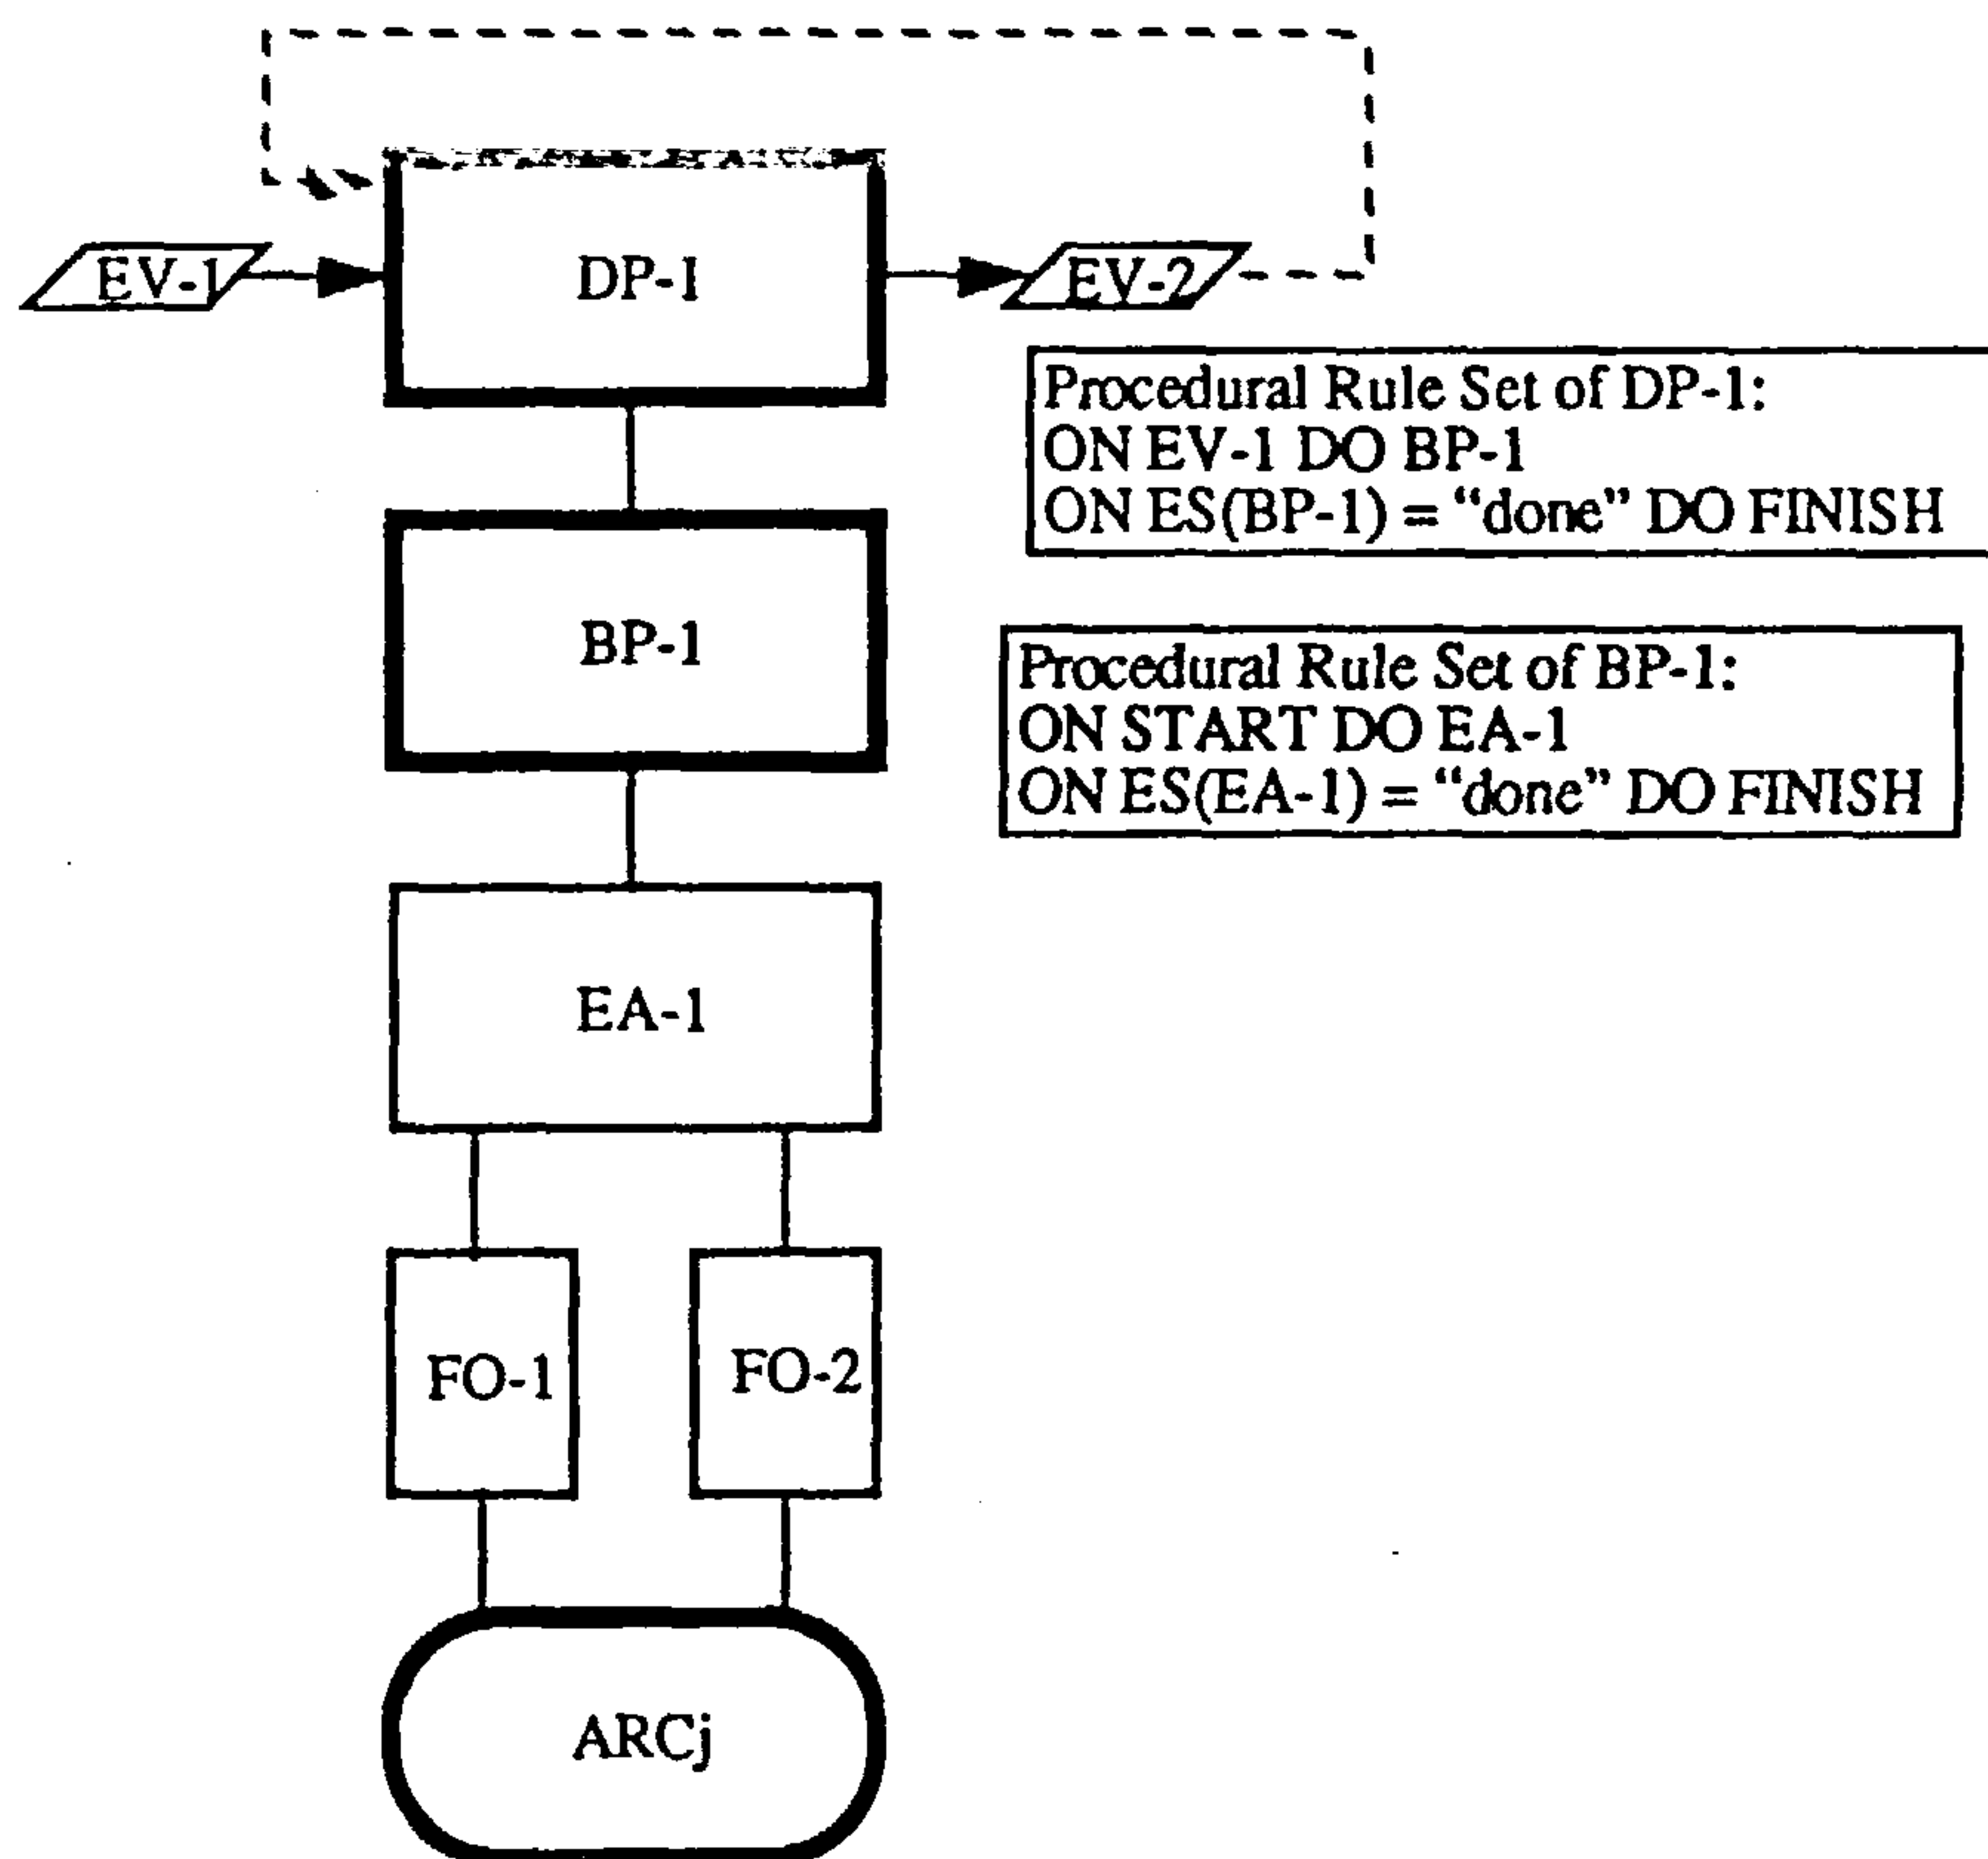 EV-1
DP-1
EV-2
Procedural Rule Set of DP-1:
ON EV-1 DO BP-1
ON ES(BP-1) = “done” DO FINISH
BP-1
Procedural Rule Set of BP-1:
ON START DO EA-1
ON ES(EA-1) = “done” DO FINISH
EA-1
FO-1
FO-2
ARCj